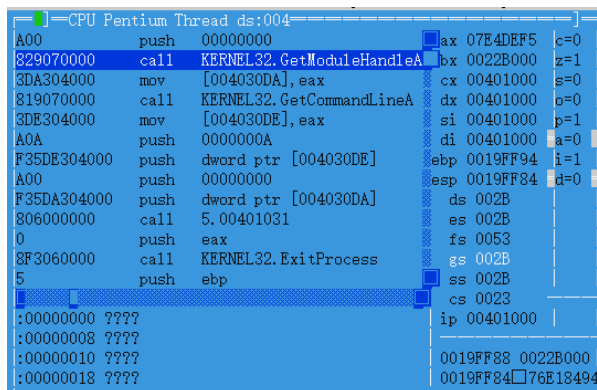 [▮]=CPU Pentium Thread ds:004
A00 push 00000000 ax 07E4DEF5 c=0
829070000 call KERNEL32.GetModuleHandleA bx 0022B000 z=1
3DA304000 mov [004030DA],eax cx 00401000 s=0
819070000 call KERNEL32.GetCommandLineA dx 00401000 o=0
3DE304000 mov [004030DE],eax si 00401000 p=1
A0A push 0000000A di 00401000 a=0
F35DE304000 push dword ptr [004030DE] ebp 0019FF94 i=1
A00 push 00000000 esp 0019FF84 d=0
F35DA304000 push dword ptr [004030DA] ds 002B
806000000 call 5.00401031 es 002B
0 push eax fs 0053
8F3060000 call KERNEL32.ExitProcess gs 002B
5 push ebp ss 002B
cs 0023
:00000000 ???? ip 00401000
:00000008 ????
:00000010 ???? 0019FF88 0022B000
:00000018 ???? 0019FF84 76E18494